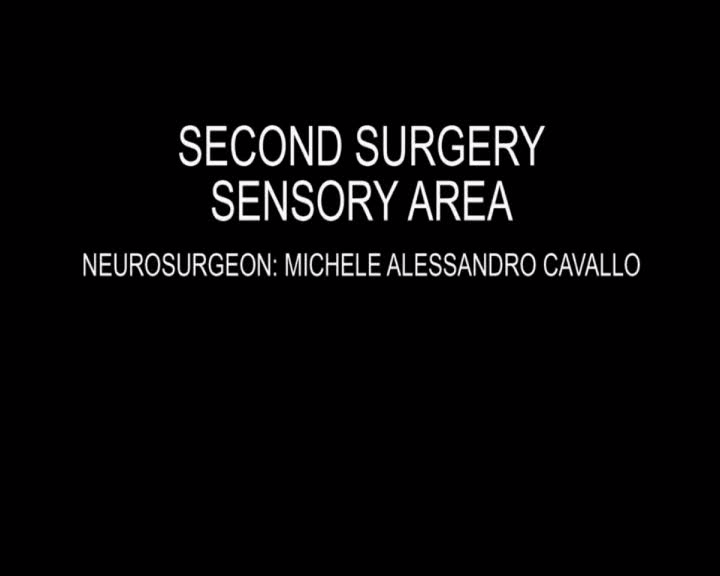 SECOND SURGERY
SENSORY AREA
NEUROSURGEON: MICHELE ALESSANDRO CAVALLO